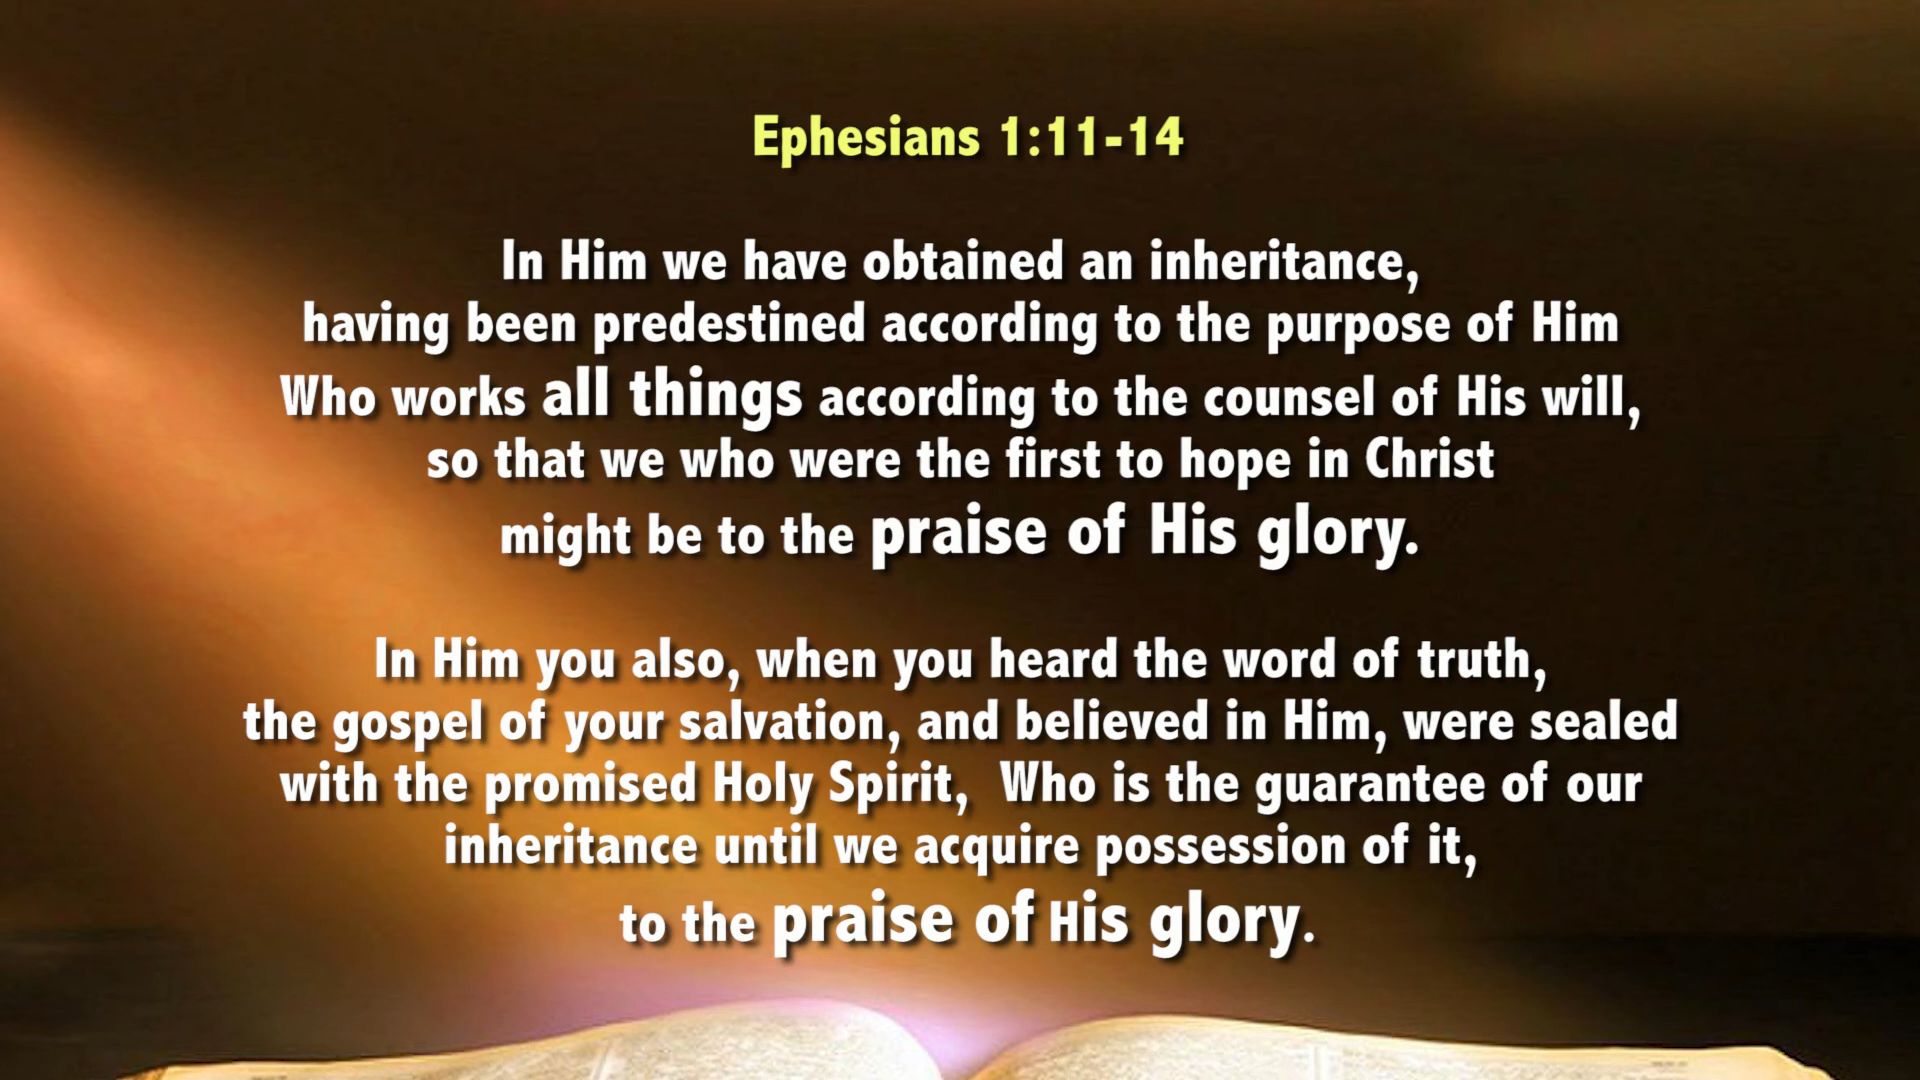 Ephesians 1:11-14
In Him we have obtained an inheritance,
having been predestined according to the purpose of Him
Who works all things according to the counsel of His will,
so that we who were the first to hope in Christ
might be to the praise of His glory.
In Him you also, when you heard the word of truth,
the gospel of your salvation, and believed in Him, were sealed
with the promised Holy Spirit,  Who is the guarantee of our
inheritance until we acquire possession of it,
to the praise of His glory.